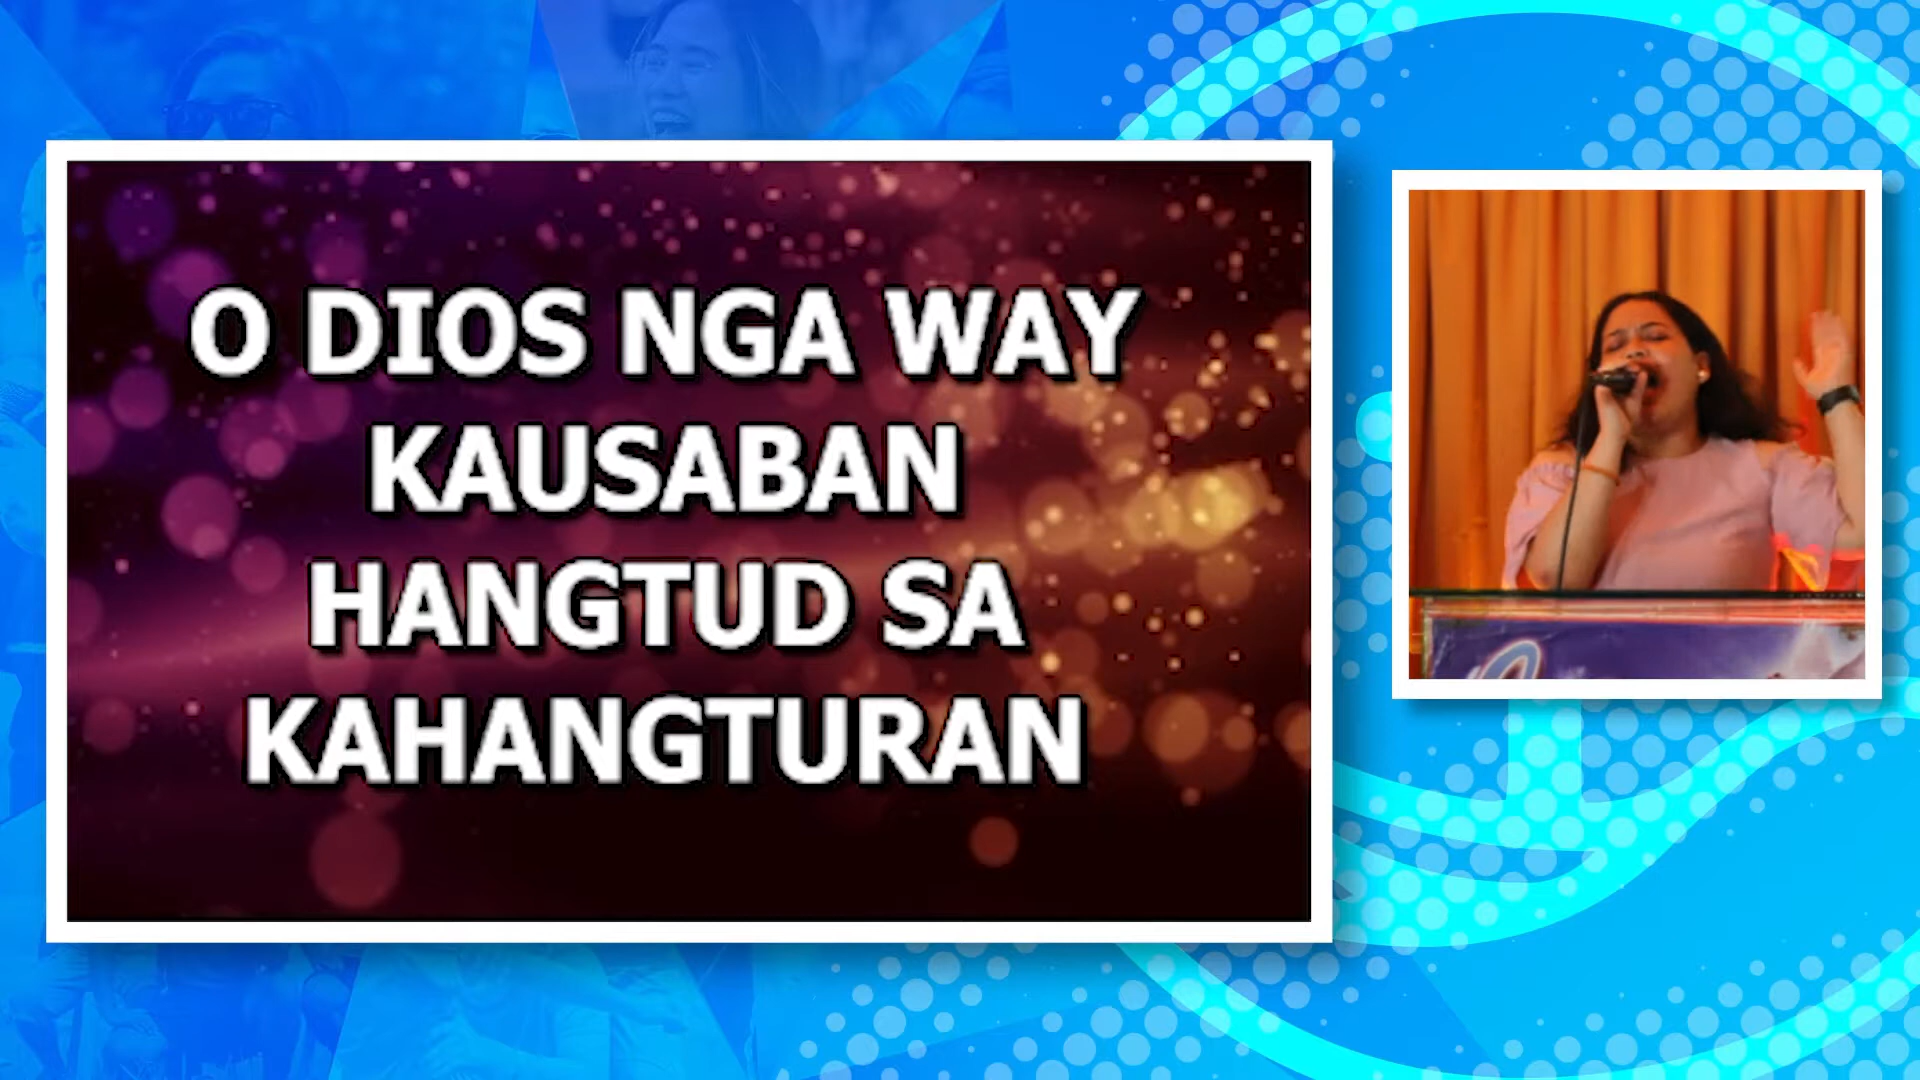 O DIOS NGA WAY
KAUSABAN
HANGTUD SA
KAHANGTURAN